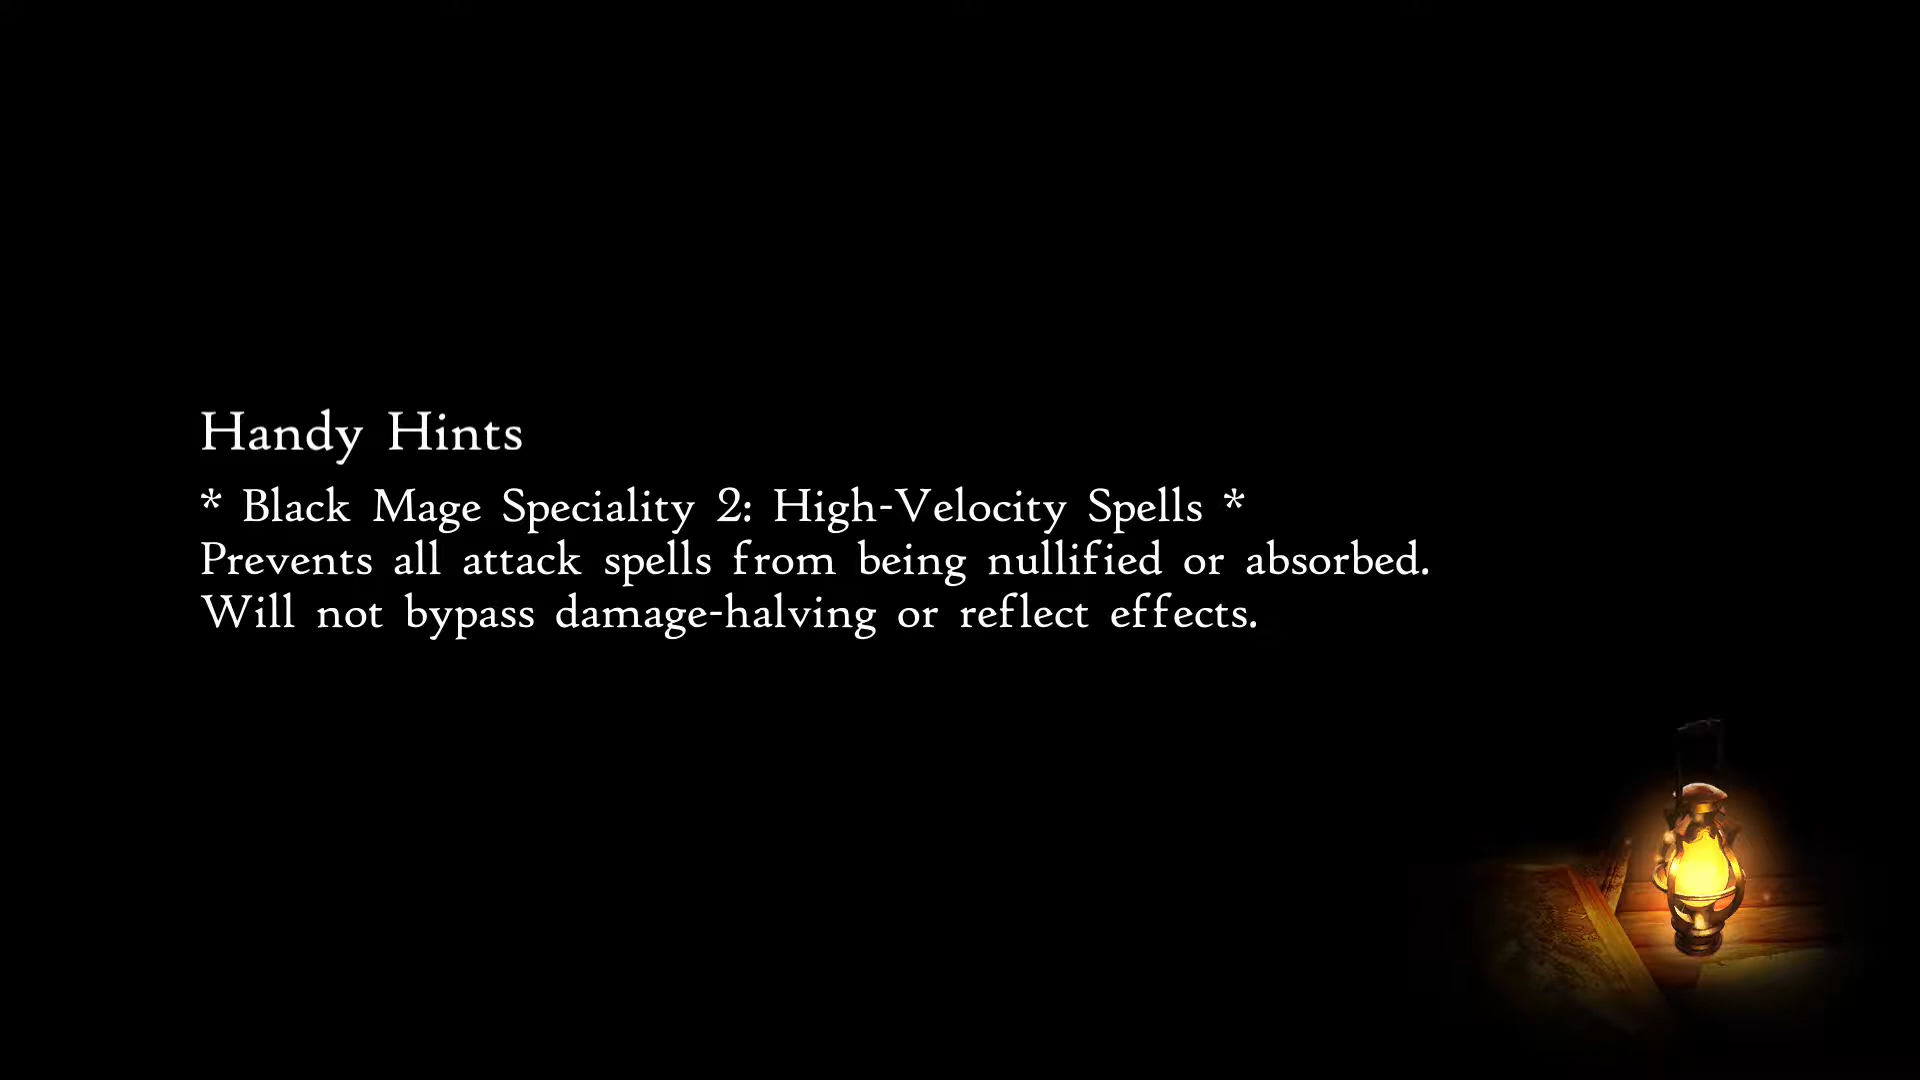 Handy Hints
* Black Mage Speciality 2: High-Velocity Spells *
Prevents all attack spells from being nullified or absorbed.
Will not bypass damage-halving or reflect effects.